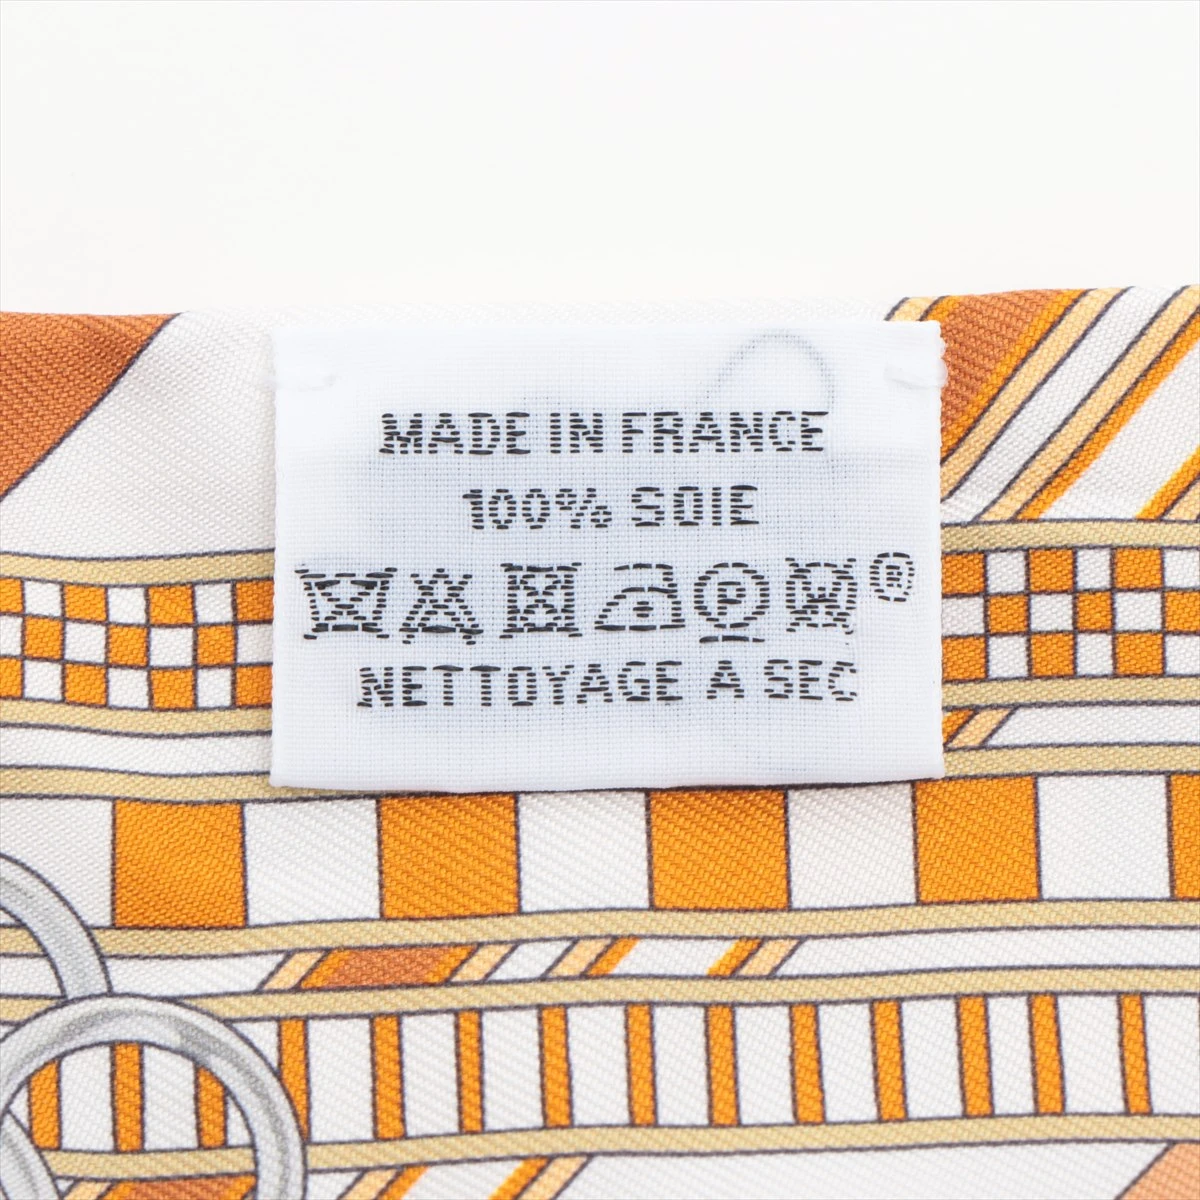 MADE IN FRANCE
100% SOIE
P W ®
NETTOYAGE A SEC